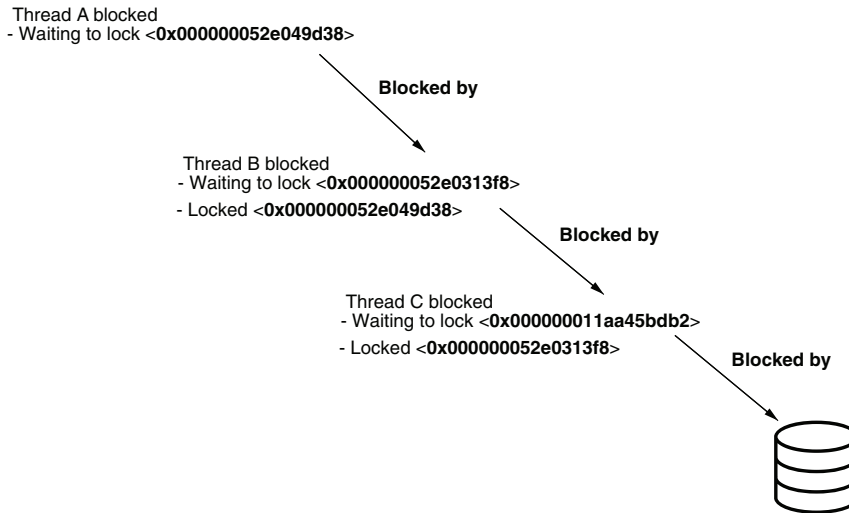 Thread A blocked
- Waiting to lock <0x000000052e049d38>
Blocked by
Thread B blocked
- Waiting to lock <0x000000052e0313f8>
- Locked <0x000000052e049d38>
Blocked by
Thread C blocked
- Waiting to lock <0x000000011aa45bdb2>
- Locked <0x000000052e0313f8>
Blocked by